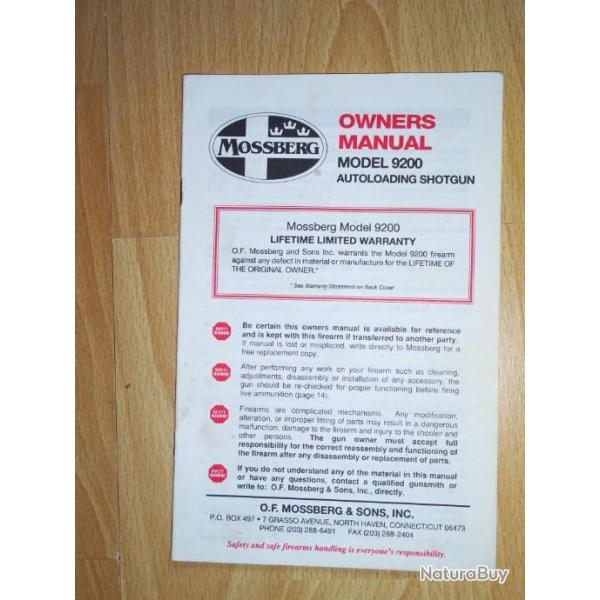 MOSSBERG
®
OWNERS
MANUAL
MODEL 9200
AUTOLOADING SHOTGUN
Mossberg Model 9200
LIFETIME LIMITED WARRANTY
O.F. Mossberg and Sons Inc. warrants the Model 9200 firearm
against any defect in material or manufacture for the LIFETIME OF
THE ORIGINAL OWNER.*
* See Warranty Statement on Back Cover
Be certain this owners manual is available for reference
and is kept with this firearm if transferred to another party.
If manual is lost or misplaced, write directly to Mossberg for a
free replacement copy.
After performing any work on your firearm such as cleaning,
adjustments, disassembly or installation of any accessory, the
gun should be re-checked for proper functioning before firing
live ammunition (page 14).
Firearms are complicated mechanisms. Any modification,
alteration, or improper fitting of parts may result in a dangerous
malfunction, damage to the firearm and injury to the shooter and
other persons. The gun owner must accept full
responsibility for the correct reassembly and functioning of
the firearm after any disassembly or replacement of parts.
If you do not understand any of the material in this manual
or have any questions, contact a qualified gunsmith or
write to: O.F. Mossberg & Sons, Inc., directly.
O.F. MOSSBERG & SONS, INC.
P.O. BOX 497 • 7 GRASSO AVENUE, NORTH HAVEN, CONNECTICUT 06473
PHONE (203) 288-6491 FAX (203) 288-2404
Safety and safe firearms handling is everyone's responsibility.
NaturaBuy